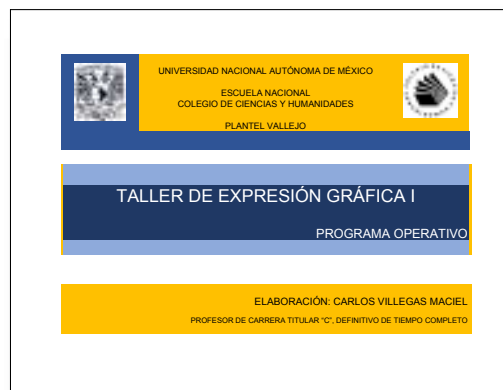 UNIVERSIDAD NACIONAL AUTÓNOMA DE MÉXICO
ESCUELA NACIONAL
COLEGIO DE CIENCIAS Y HUMANIDADES
PLANTEL VALLEJO
TALLER DE EXPRESIÓN GRÁFICA I
PROGRAMA OPERATIVO
ELABORACIÓN: CARLOS VILLEGAS MACIEL
PROFESOR DE CARRERA TITULAR “C”, DEFINITIVO DE TIEMPO COMPLETO